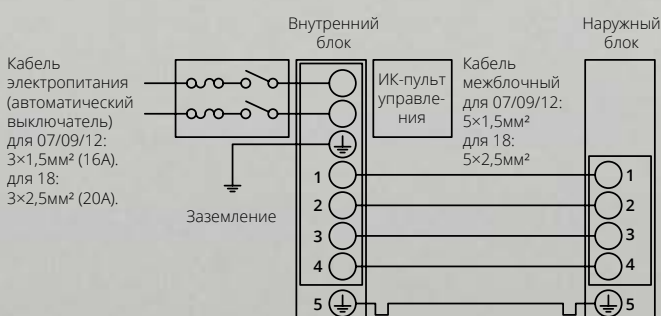 Внутренний
блок
Наружный
блок
Кабель
электропитания
(автоматический
выключатель)
для 07/09/12:
3×1,5мм² (16А).
для 18:
3×2,5мм² (20А).
ИК-пульт
управле-
ния
Кабель
межблочный
для 07/09/12:
5×1,5мм²
для 18:
5×2,5мм²
Заземление
1
2
3
4
5
1
2
3
4
5